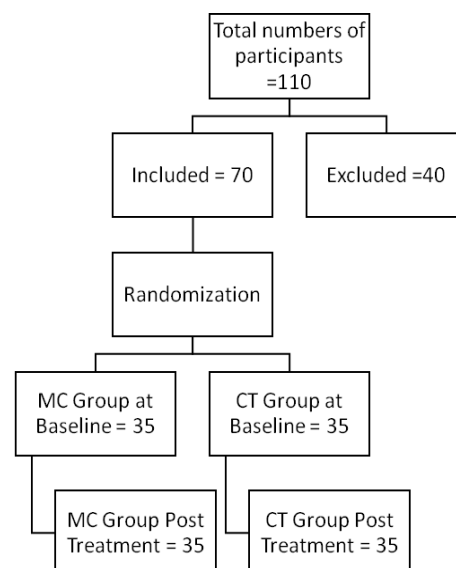 Total numbers of
participants
=110
Included = 70
Excluded =40
Randomization
MC Group at
Baseline = 35
CT Group at
Baseline = 35
MC Group Post
Treatment = 35
CT Group Post
Treatment = 35